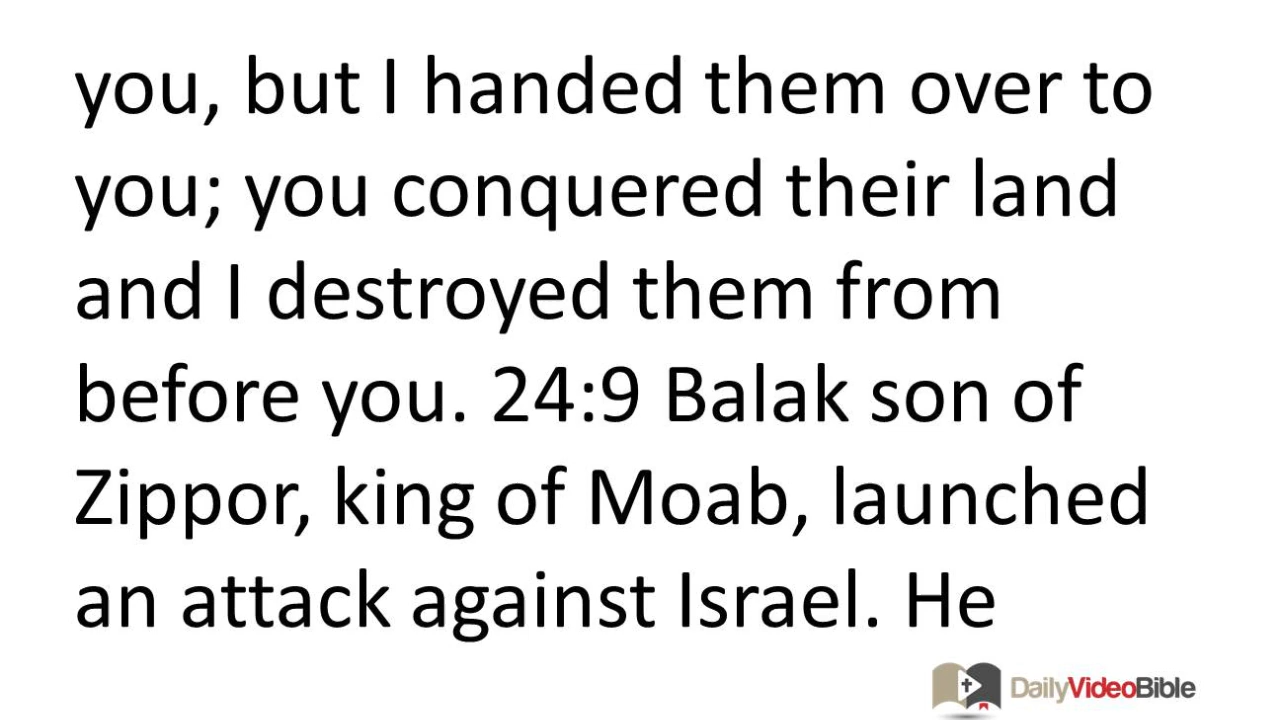 you, but I handed them over to
you; you conquered their land
and I destroyed them from
before you. 24:9 Balak son of
Zippor, king of Moab, launched
an attack against Israel. He
DailyVideoBible